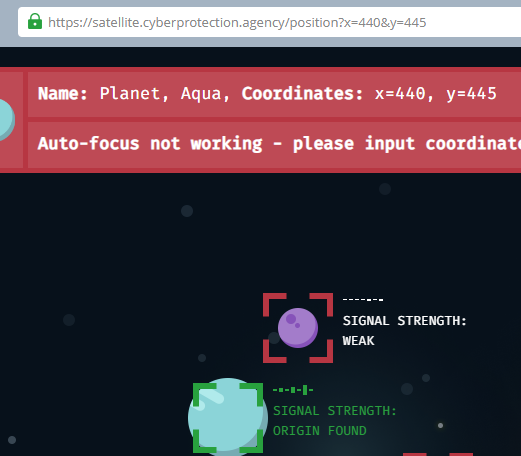 https://satellite.cyberprotection.agency/position?x=440&y=445
Name: Planet, Aqua, Coordinates: x=440, y=445
Auto-focus not working - please input coordinate
SIGNAL STRENGTH:
WEAK
SIGNAL STRENGTH:
ORIGIN FOUND